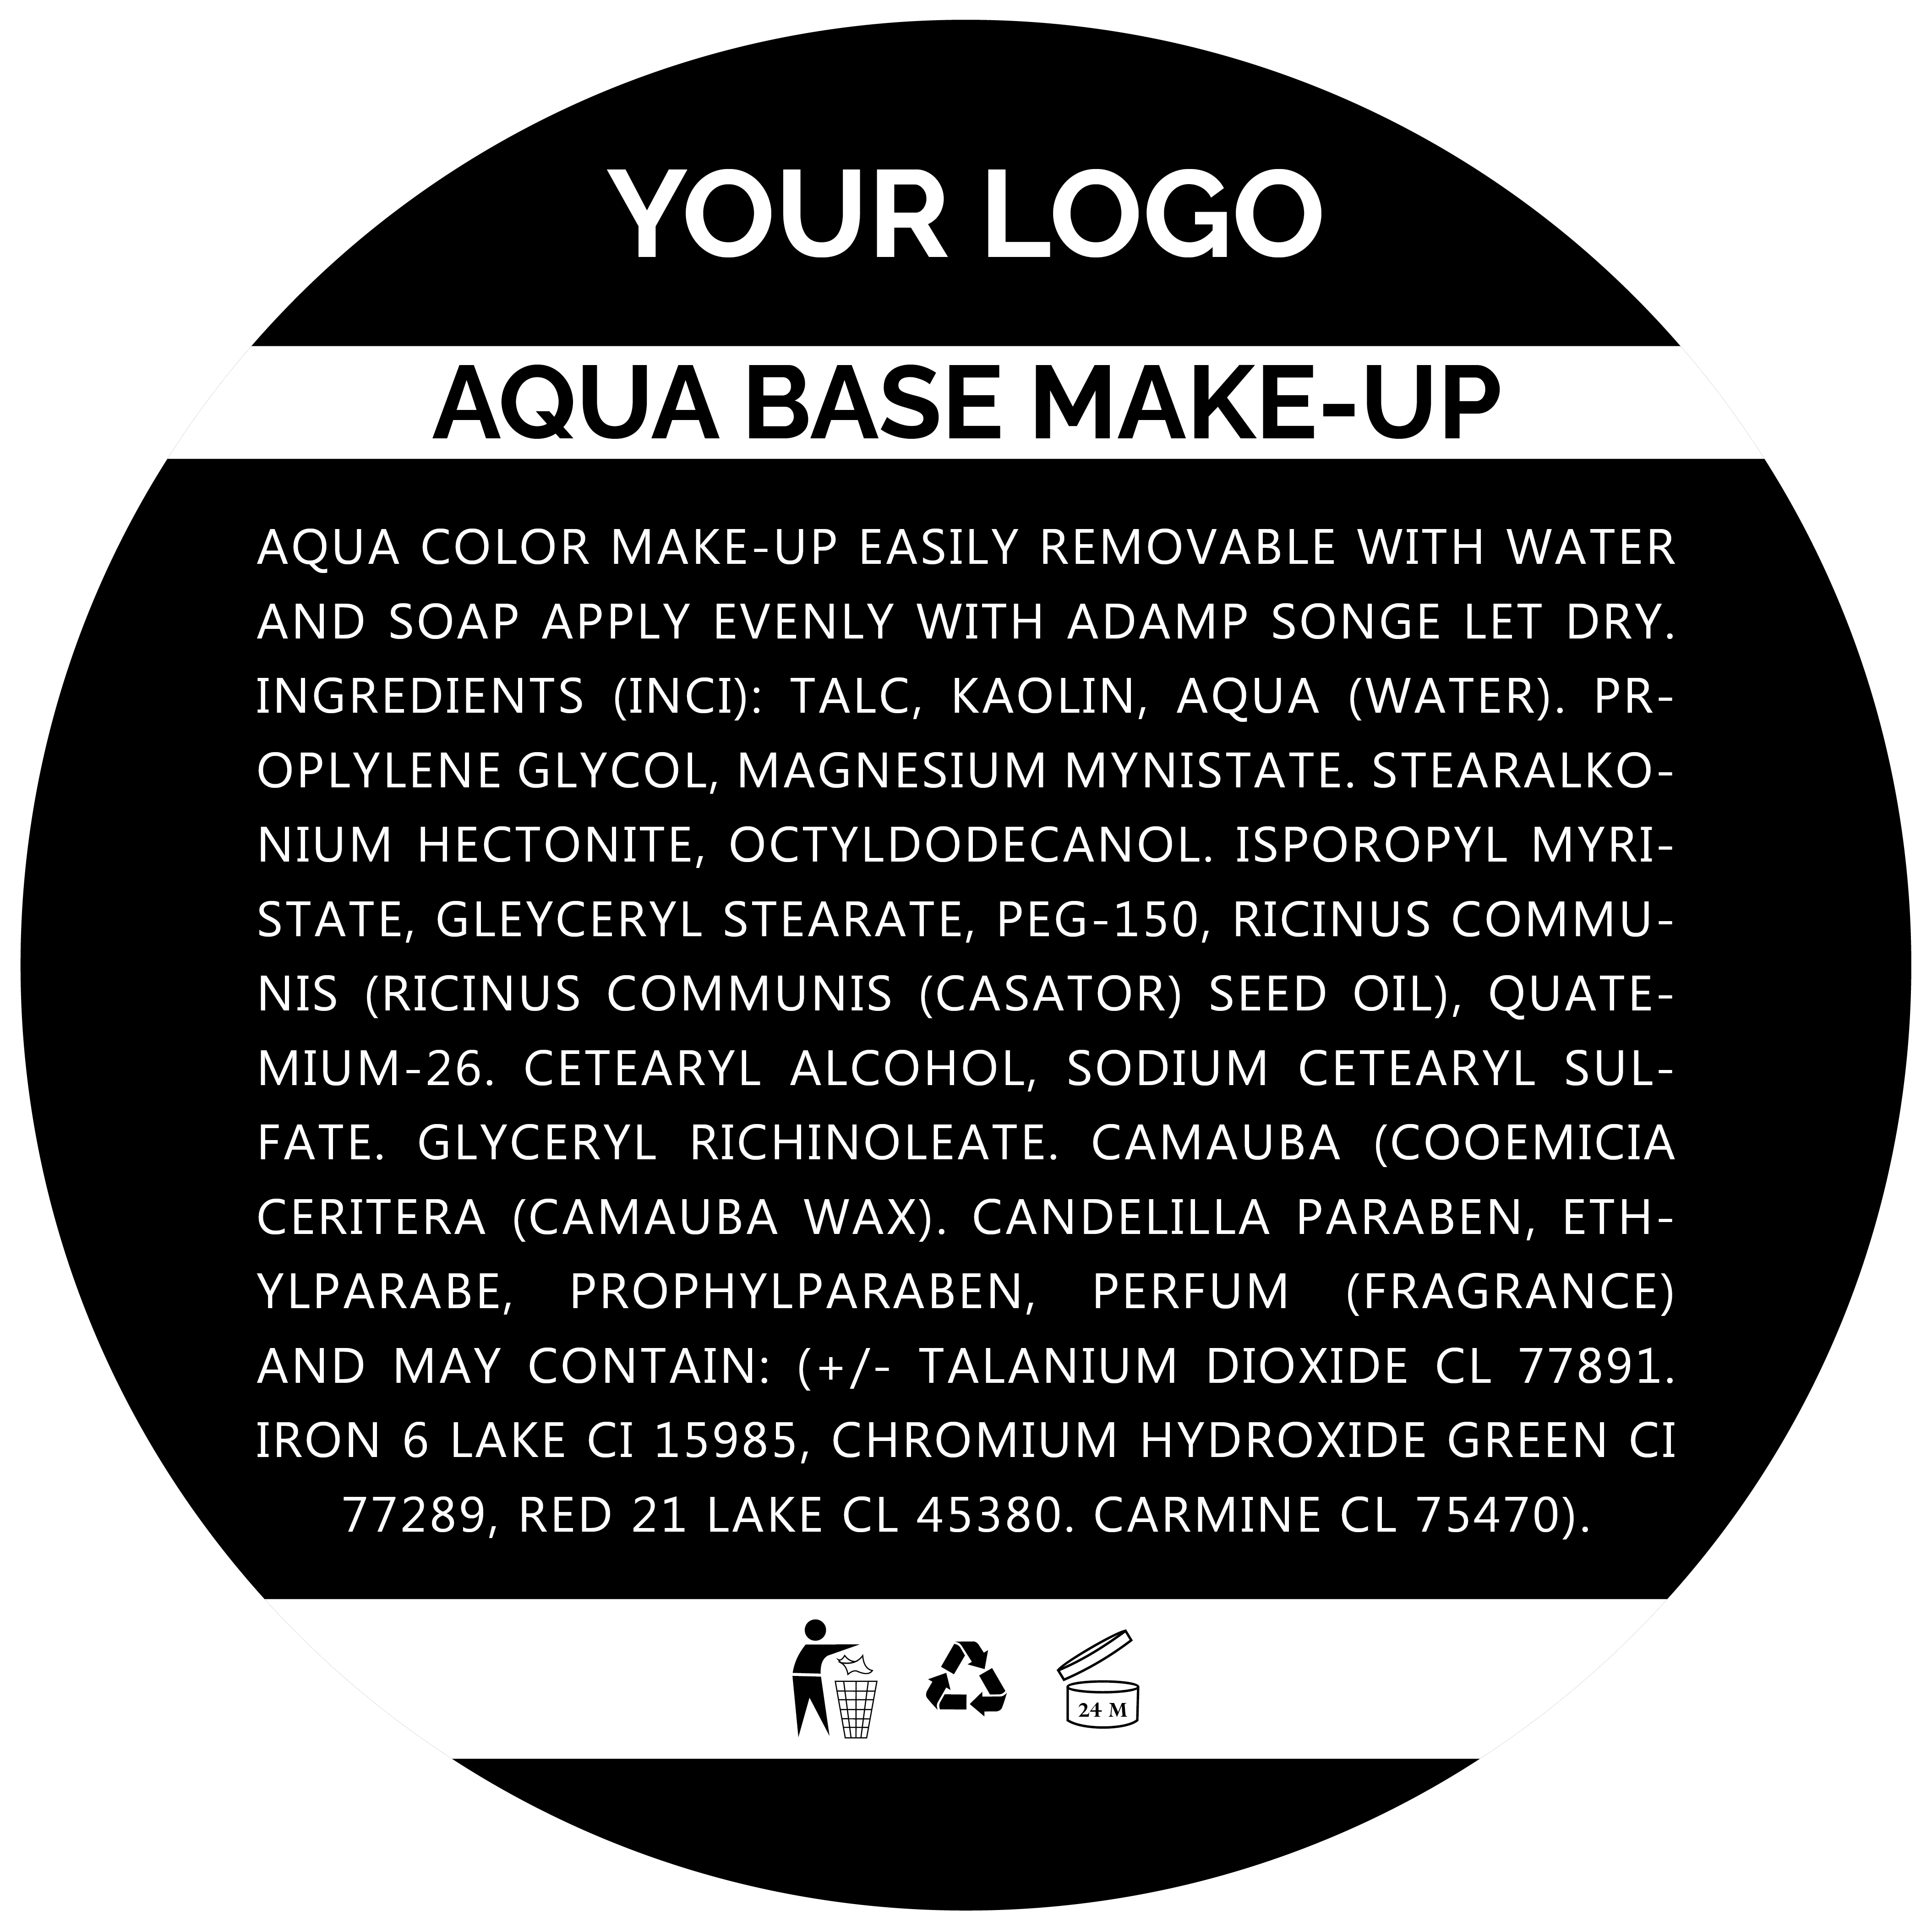 YOUR LOGO
AQUA BASE MAKE-UP
AQUA COLOR MAKE-UP EASILY REMOVABLE WITH WATER
AND SOAP APPLY EVENLY WITH ADAMP SONGE LET DRY.
INGREDIENTS (INCI): TALC, KAOLIN, AQUA (WATER). PR-
OPLYLENE GLYCOL, MAGNESIUM MYNISTATE. STEARALKO-
NIUM HECTONITE, OCTYLDODECANOL. ISPOROPYL MYRI-
STATE, GLEYCERYL STEARATE, PEG-150, RICINUS COMMU-
NIS (RICINUS COMMUNIS (CASATOR) SEED OIL), QUATE-
MIUM-26. CETEARYL ALCOHOL, SODIUM CETEARYL SUL-
FATE. GLYCERYL RICHINOLEATE. CAMAUBA (COOEMICIA
CERITERA (CAMAUBA WAX). CANDELILLA PARABEN, ETH-
YLPARABE, PROPHYLPARABEN, PERFUM (FRAGRANCE)
AND MAY CONTAIN: (+/- TALANIUM DIOXIDE CL 77891.
IRON 6 LAKE CI 15985, CHROMIUM HYDROXIDE GREEN CI
77289, RED 21 LAKE CL 45380. CARMINE CL 75470).
24 M